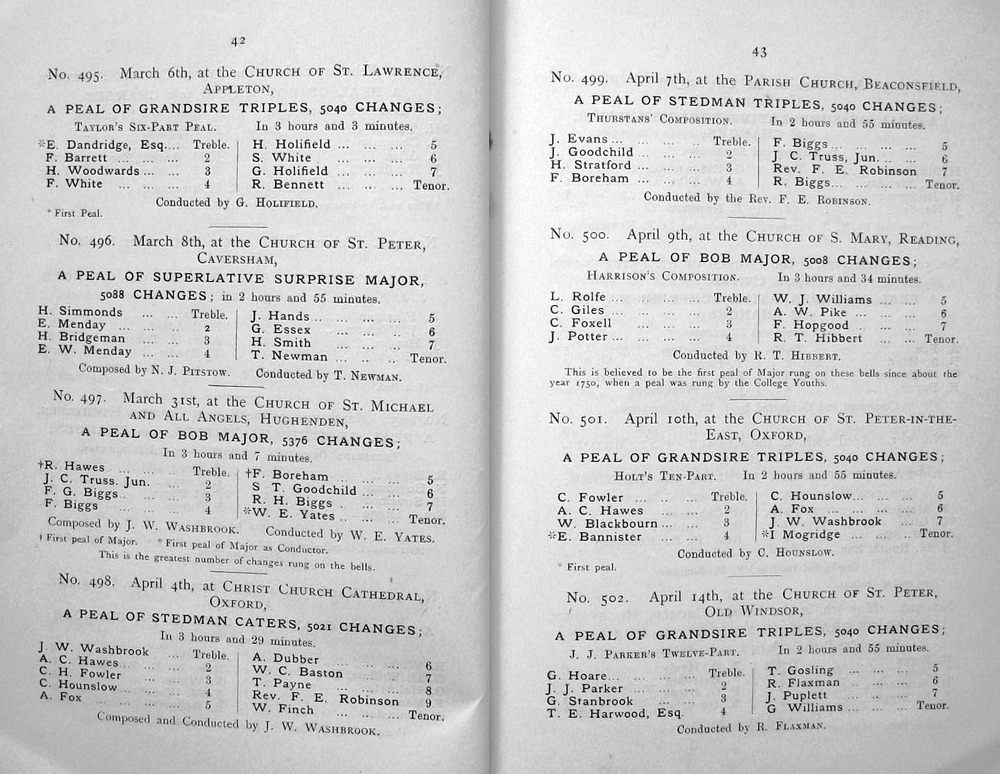 42
No. 495. March 6th, at the CHURCH OF ST. LAWRENCE,
APPLETON,
A PEAL OF GRANDSIRE TRIPLES, 5040 CHANGES;
TAYLOR'S SIX-PART PEAL. In 3 hours and 3 minutes.
*E. Dandridge, Esq.... Treble. H. Holifield ... ... ... 5
F. Barrett ... ... ... 2 S. White ... ... ... 6
H. Woodwards ... ... 3 G. Holifield ... ... ... 7
F. White ... ... ... 4 R. Bennett ... ... ... Tenor.
Conducted by G. HOLIFIELD.
* First Peal.
No. 496. March 8th, at the CHURCH OF ST. PETER,
CAVERSHAM,
A PEAL OF SUPERLATIVE SURPRISE MAJOR,
5088 CHANGES; in 2 hours and 55 minutes.
H. Simmonds ... ... Treble. J. Hands ... ... ... ... 5
E. Menday ... ... ... 2 G. Essex ... ... ... 6
H. Bridgeman ... ... 3 H. Smith ... ... ... 7
E. W. Menday ... ... 4 T. Newman ... ... ... Tenor.
Composed by N. J. PITSTOW. Conducted by T. NEWMAN.
No. 497. March 31st, at the CHURCH OF ST. MICHAEL
AND ALL ANGELS, HUGHENDEN,
A PEAL OF BOB MAJOR, 5376 CHANGES;
In 3 hours and 7 minutes.
†R. Hawes ... ... ... Treble. †F. Boreham ... ... ... 5
J. C. Truss. Jun. ... 2 S T. Goodchild ... ... 6
F. G. Biggs ... ... ... 3 R. H. Biggs ... ... ... 7
F. Biggs ... ... ... 4 *W. E. Yates ... ... ... Tenor.
Composed by J. W. WASHBROOK. Conducted by W. E. YATES.
† First peal of Major. * First peal of Major as Conductor.
This is the greatest number of changes rung on the bells.
No. 498. April 4th, at CHRIST CHURCH CATHEDRAL,
OXFORD,
A PEAL OF STEDMAN CATERS, 5021 CHANGES;
In 3 hours and 29 minutes.
J. W. Washbrook ... Treble. A. Dubber ... ... ... 6
A. C. Hawes ... ... ... 2 W. C. Baston ... ... 7
C. H. Fowler ... ... 3 T. Payne ... ... ... 8
C. Hounslow ... ... ... 4 Rev. F. E. Robinson 9
A. Fox ... ... ... 5 W. Finch ... ... ... Tenor.
Composed and Conducted by J. W. WASHBROOK.
43
No. 499. April 7th, at the PARISH CHURCH, BEACONSFIELD,
A PEAL OF STEDMAN TRIPLES, 5040 CHANGES;
THURSTANS' COMPOSITION. In 2 hours and 55 minutes.
J. Evans ... ... ... ... Treble. F. Biggs ... ... ... ... 5
J. Goodchild ... ... ... 2 J. C. Truss, Jun. ... ... 6
H. Stratford ... ... ... 3 Rev. F. E. Robinson 7
F. Boreham ... ... ... 4 R. Biggs ... ... ... ... Tenor.
Conducted by the Rev. F. E. ROBINSON.
No. 500. April 9th, at the CHURCH OF S. MARY, READING,
A PEAL OF BOB MAJOR, 5008 CHANGES;
HARRISON'S COMPOSITION. In 3 hours and 34 minutes.
L. Rolfe ... ... ... ... Treble. W. J. Williams ... ... 5
C. Giles ... ... ... ... 2 A. W. Pike ... ... ... 6
C. Foxell ... ... ... 3 F. Hopgood ... ... ... 7
J. Potter ... ... ... ... 4 R. T. Hibbert ... ... Tenor.
Conducted by R. T. HIBBERT.
This is believed to be the first peal of Major rung on these bells since about the
year 1750, when a peal was rung by the College Youths.
No. 501. April 10th, at the CHURCH OF ST. PETER-IN-THE-
EAST, OXFORD,
A PEAL OF GRANDSIRE TRIPLES, 5040 CHANGES;
HOLT'S TEN-PART. In 2 hours and 55 minutes.
C. Fowler ... ... ... Treble. C. Hounslow ... ... ... 5
A. C. Hawes ... ... ... 2 A. Fox ... ... ... ... 6
W. Blackbourn ... ... 3 J. W. Washbrook ... 7
*E. Bannister ... ... 4 *I Mogridge ... ... ... Tenor.
Conducted by C. HOUNSLOW.
* First peal.
No. 502. April 14th, at the CHURCH OF ST. PETER,
OLD WINDSOR,
A PEAL OF GRANDSIRE TRIPLES, 5040 CHANGES;
J. J. PARKER'S TWELVE-PART. In 2 hours and 55 minutes.
G. Hoare ... ... ... ... Treble. T. Gosling ... ... ... 5
J. J. Parker ... ... ... 2 R. Flaxman ... ... ... 6
G. Stanbrook ... ... 3 J. Puplett ... ... ... 7
T. E. Harwood, Esq. 4 G Williams ... ... ... Tenor.
Conducted by R. FLAXMAN.